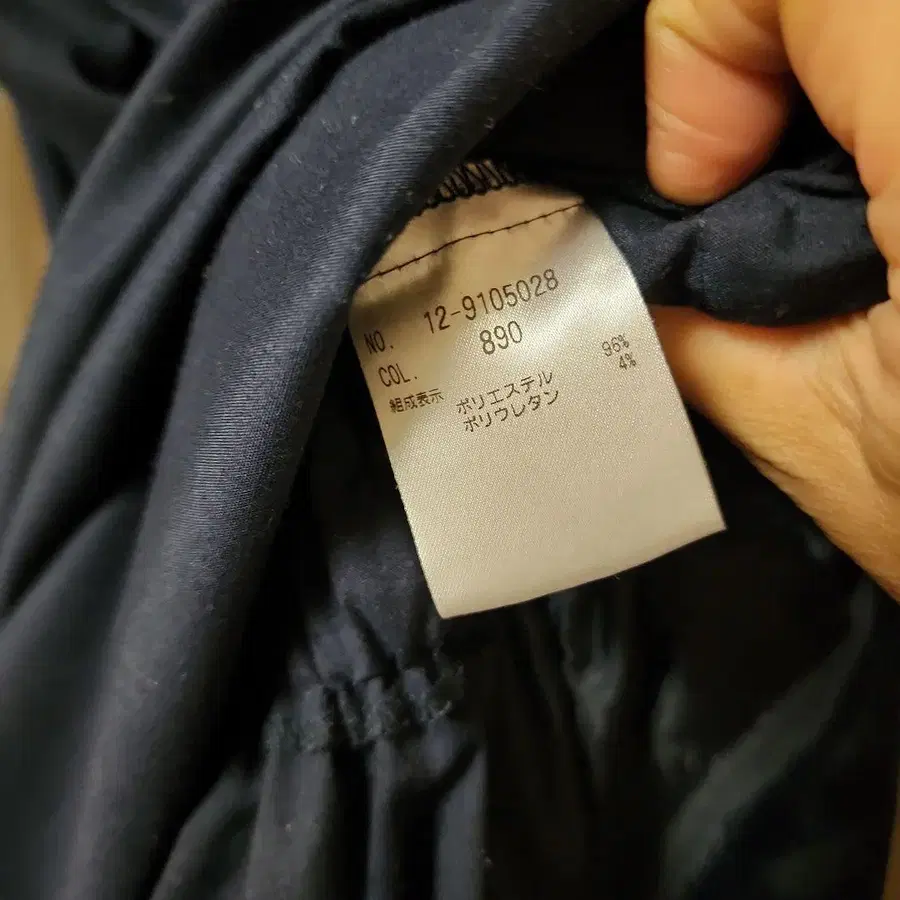 NO. 12-9105028
COL. 890
組成表示 ポリエステル 96%
ポリウレタン 4%